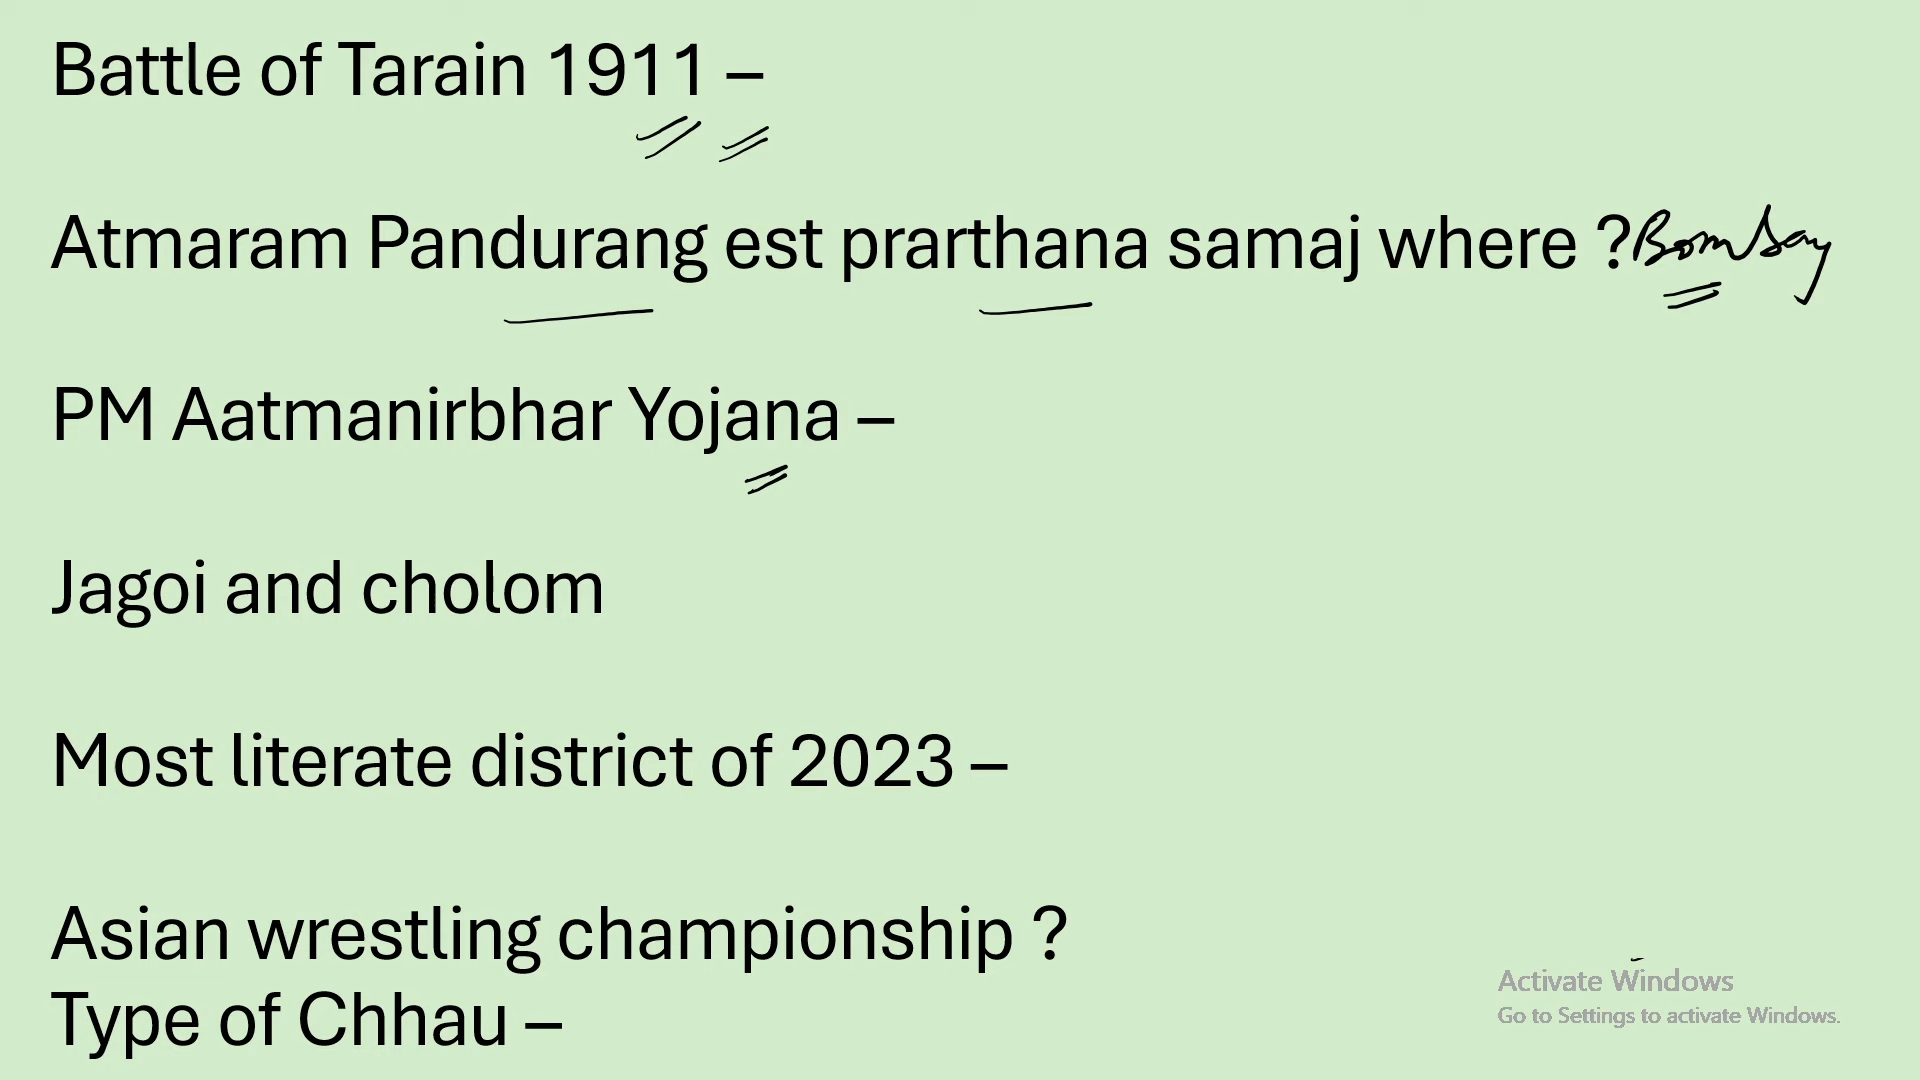 Battle of Tarain 1911 –
Atmaram Pandurang est prarthana samaj where ? Bombay
PM Aatmanirbhar Yojana –
Jagoi and cholom
Most literate district of 2023 –
Asian wrestling championship ?
Type of Chhau –
Activate Windows
Go to Settings to activate Windows.